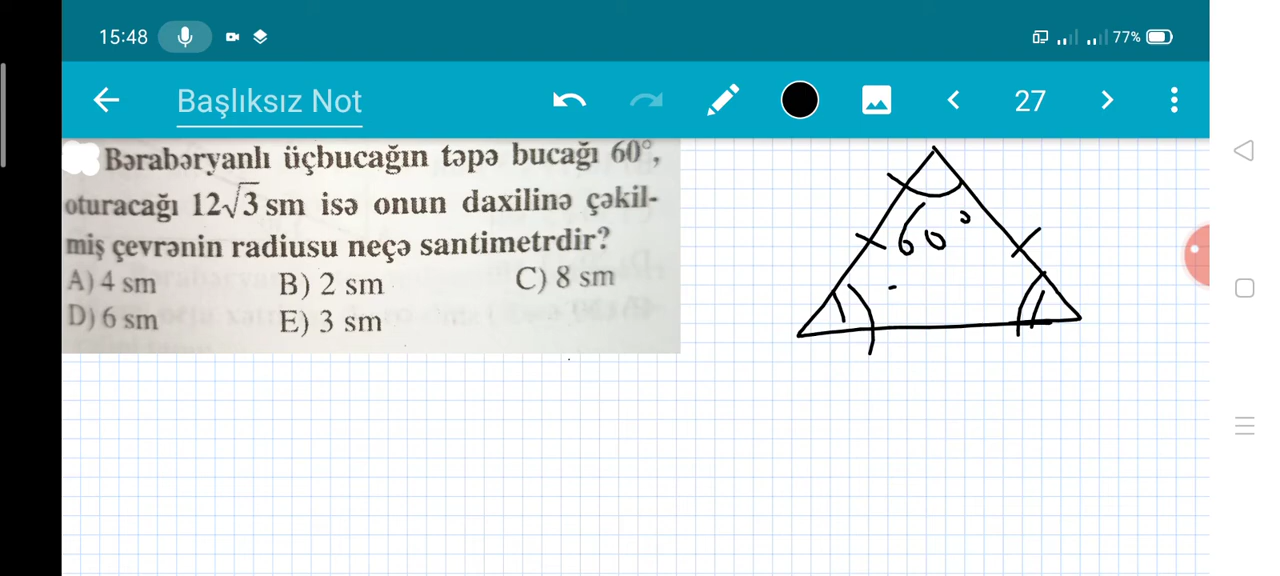 15:48
77%
Başlıksız Not
27
Bərabəryanlı üçbucağın təpə bucağı 60°,
oturacağı 12√3 sm isə onun daxilinə çəkil-
miş çevrənin radiusu neçə santimetrdir?
A) 4 sm B) 2 sm C) 8 sm
D) 6 sm E) 3 sm
60°